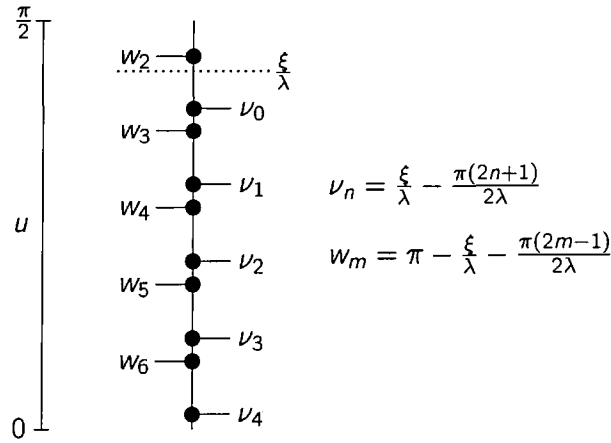 π/2
w₂
ξ/λ
ν₀
w₃
ν₁
νₙ = ξ/λ − π(2n+1)/2λ
w₄
u
wₘ = π − ξ/λ − π(2m−1)/2λ
ν₂
w₅
ν₃
w₆
0
ν₄